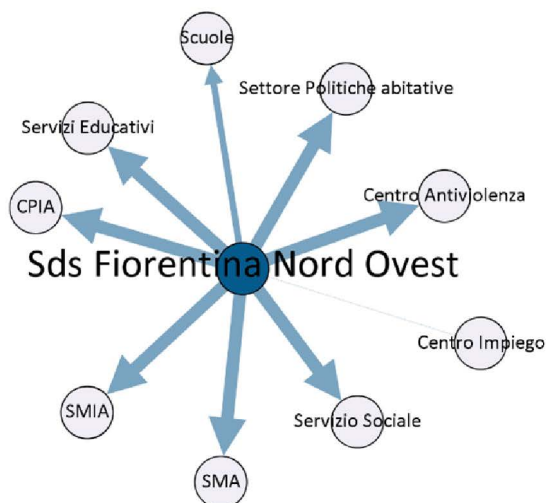 Scuole
Settore Politiche abitative
Servizi Educativi
Centro Antiviolenza
CPIA
Sds Fiorentina Nord Ovest
Centro Impiego
SMIA
Servizio Sociale
SMA